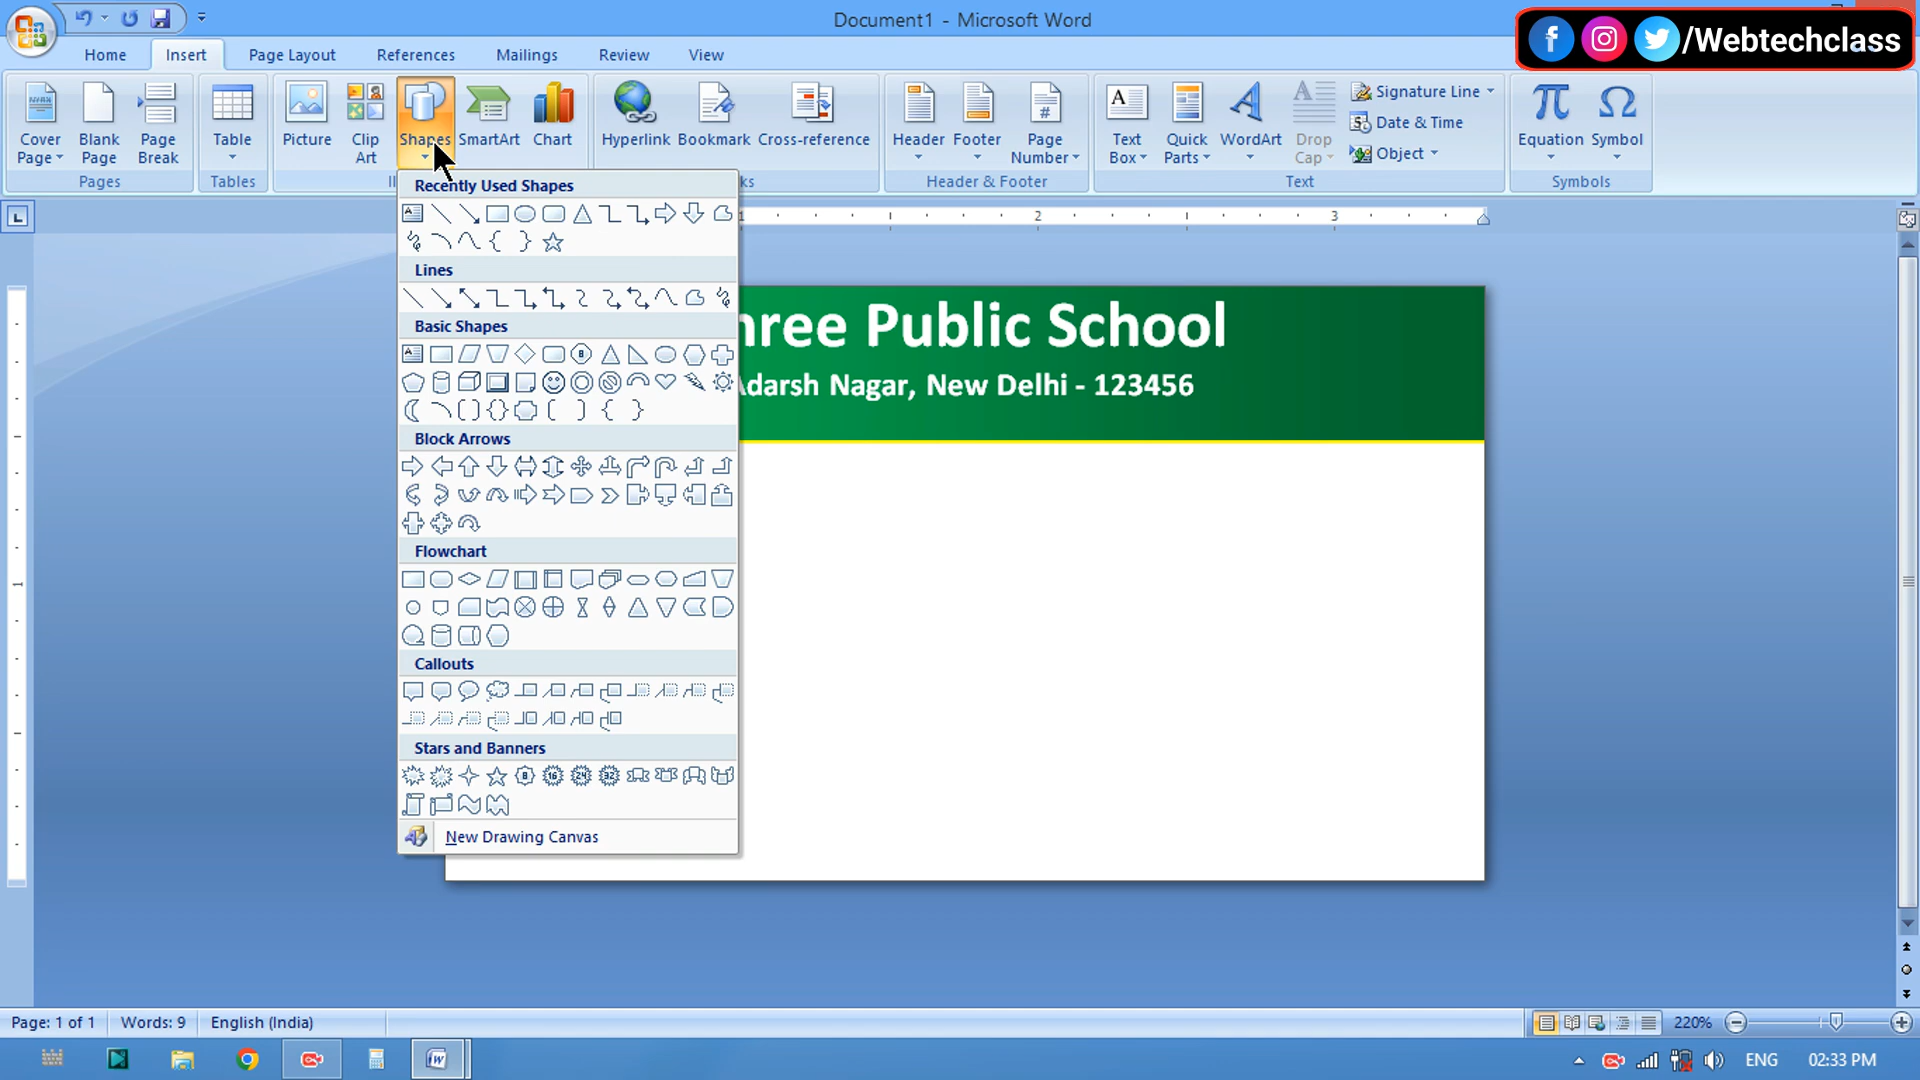 Document1 - Microsoft Word
/Webtechclass
Home Insert Page Layout References Mailings Review View
Cover Page
Blank Page
Page Break
Table
Picture
Clip Art
Shapes
SmartArt
Chart
Hyperlink
Bookmark
Cross-reference
Header
Footer
Page Number
Text Box
Quick Parts
WordArt
Drop Cap
Signature Line
Date & Time
Object
Equation
Symbol
Pages Tables Header & Footer Text Symbols
Recently Used Shapes
Lines
Basic Shapes
Block Arrows
Flowchart
Callouts
Stars and Banners
New Drawing Canvas
1 2 3
hree Public School
Adarsh Nagar, New Delhi - 123456
Page: 1 of 1 Words: 9 English (India) 220%
ENG 02:33 PM